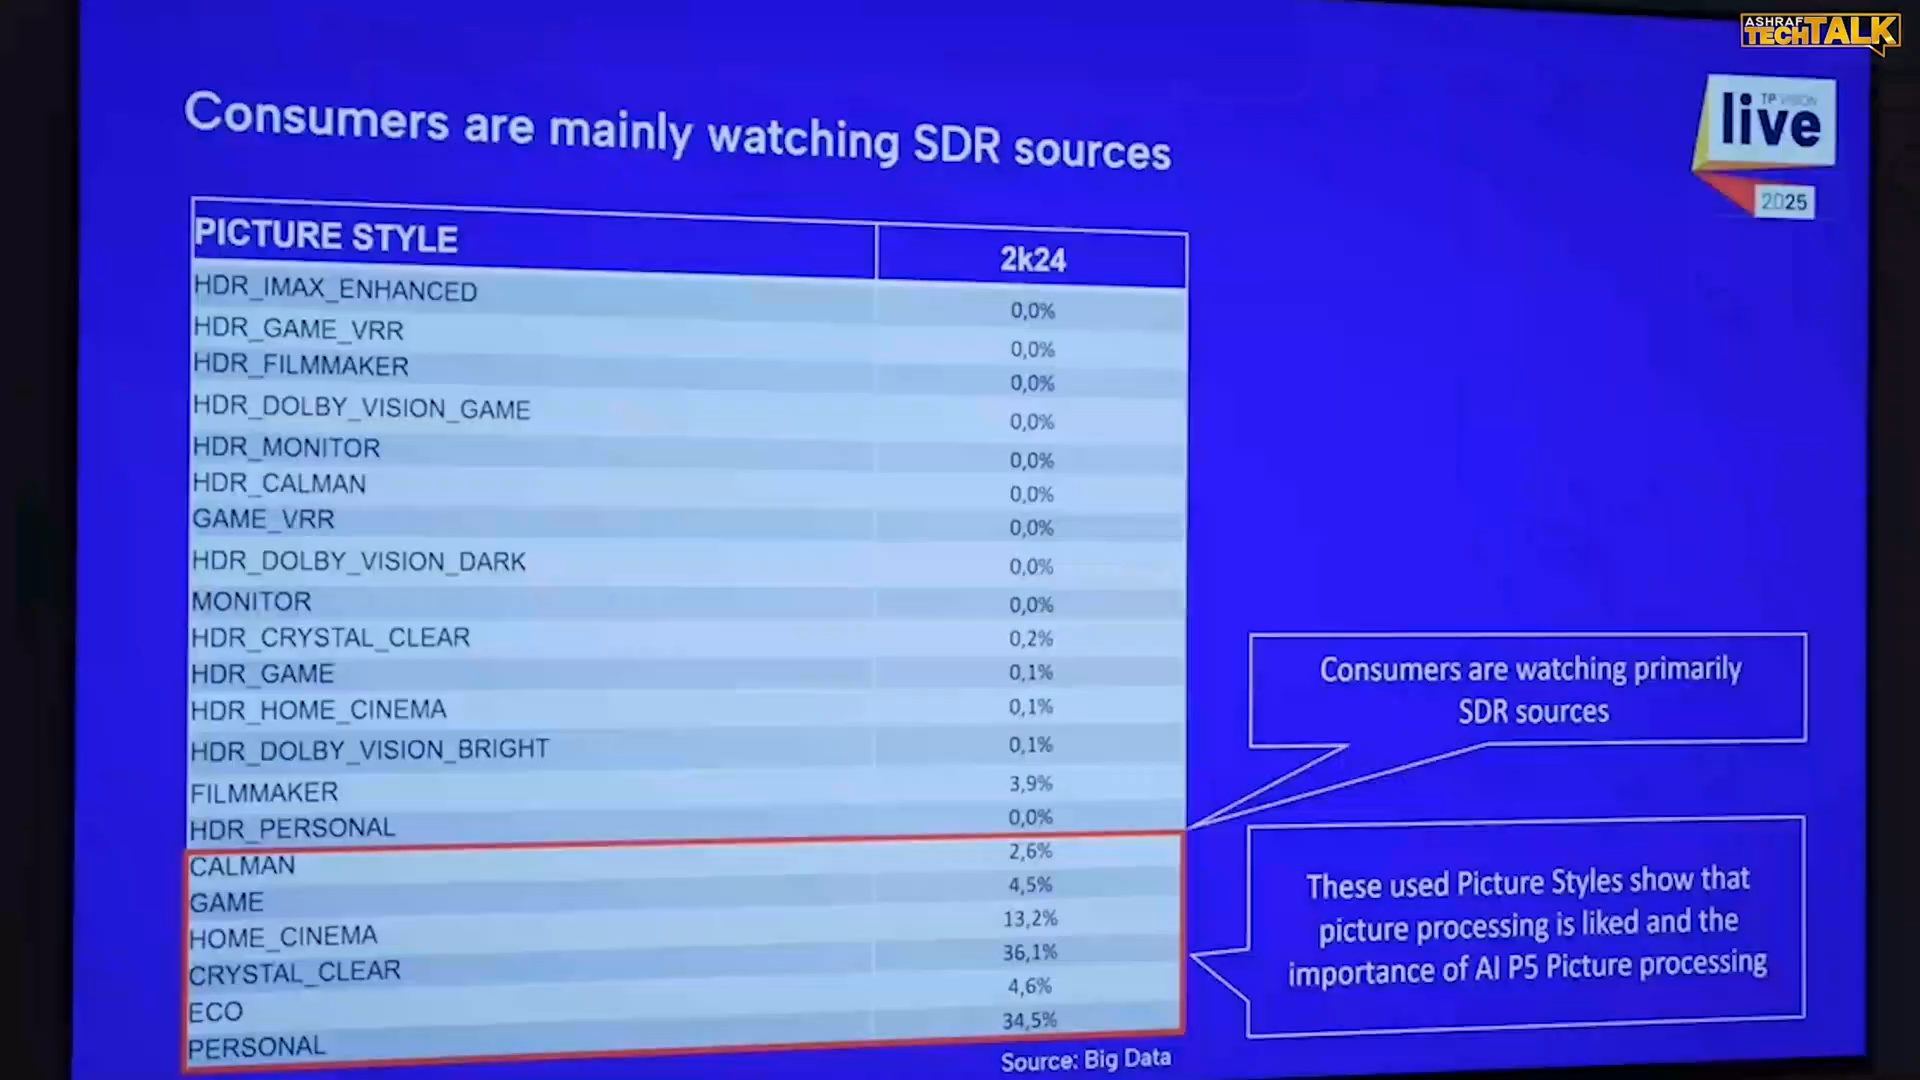 ASHRAF
TECHTALK
TP VISION
live
2025
Consumers are mainly watching SDR sources
PICTURE STYLE 2k24
HDR_IMAX_ENHANCED 0,0%
HDR_GAME_VRR 0,0%
HDR_FILMMAKER 0,0%
HDR_DOLBY_VISION_GAME 0,0%
HDR_MONITOR 0,0%
HDR_CALMAN 0,0%
GAME_VRR 0,0%
HDR_DOLBY_VISION_DARK 0,0%
MONITOR 0,0%
HDR_CRYSTAL_CLEAR 0,2%
HDR_GAME 0,1%
HDR_HOME_CINEMA 0,1%
HDR_DOLBY_VISION_BRIGHT 0,1%
FILMMAKER 3,9%
HDR_PERSONAL 0,0%
CALMAN 2,6%
GAME 4,5%
HOME_CINEMA 13,2%
CRYSTAL_CLEAR 36,1%
ECO 4,6%
PERSONAL 34,5%
Source: Big Data
Consumers are watching primarily
SDR sources
These used Picture Styles show that
picture processing is liked and the
importance of AI P5 Picture processing